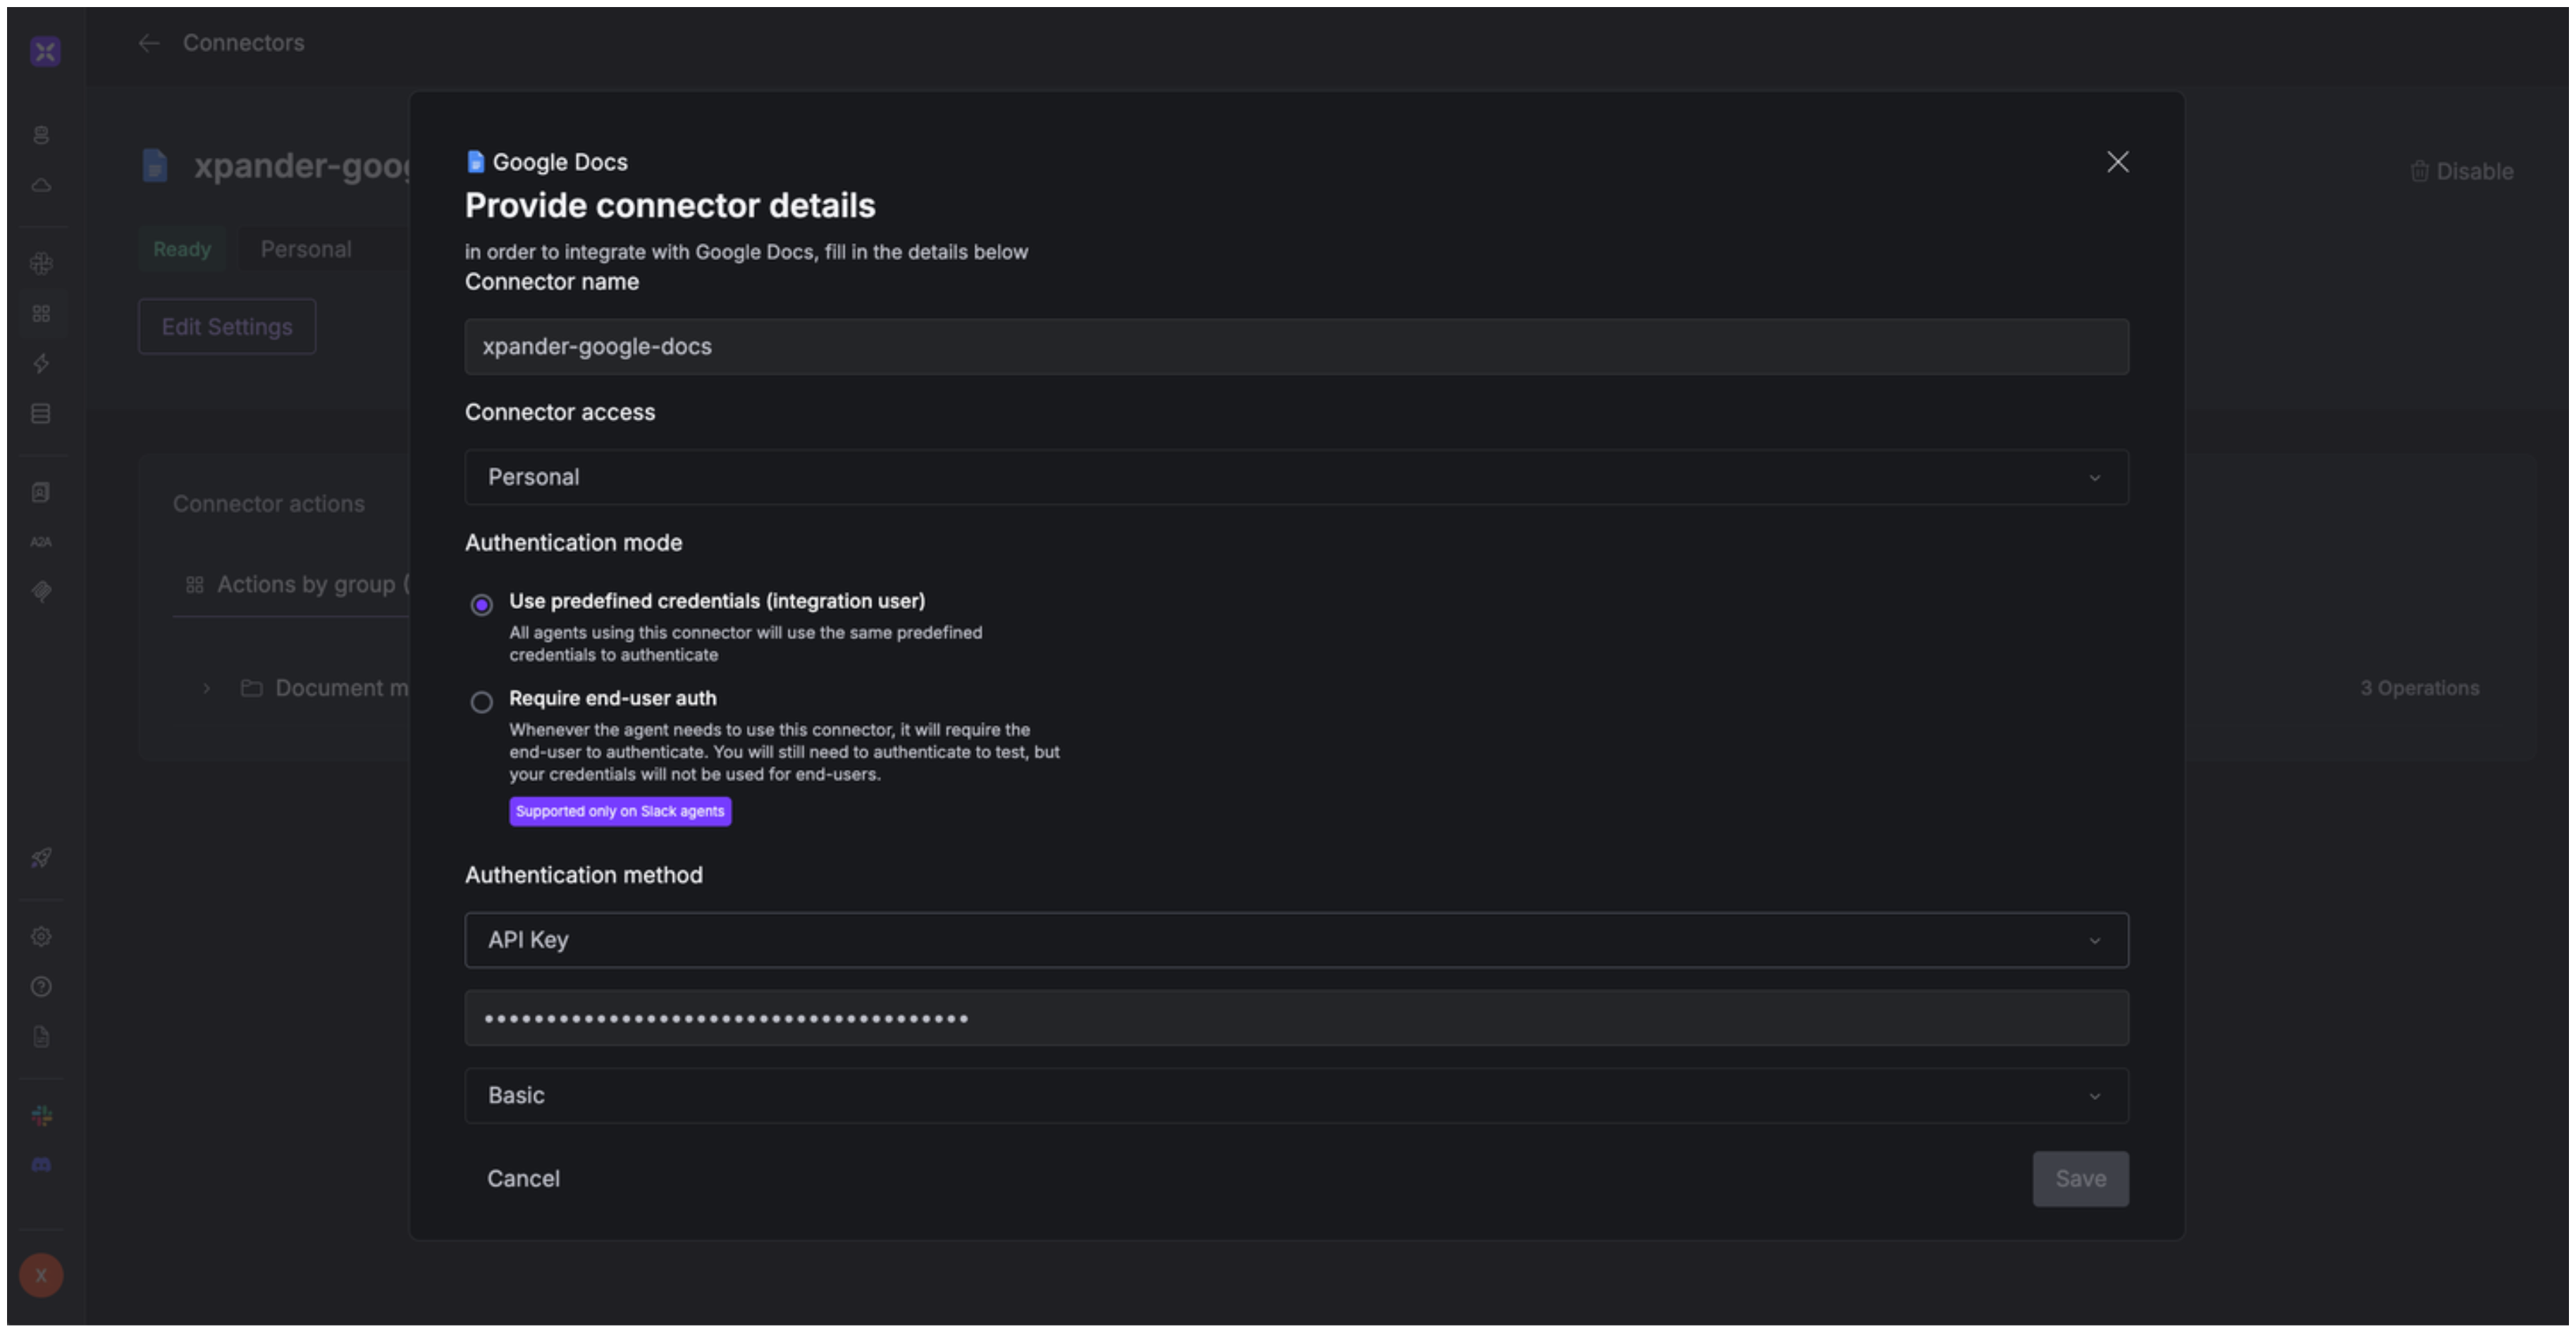 Connectors
xpander-goo
Disable
Ready
Personal
Edit Settings
Connector actions
Actions by group (
Document m
3 Operations
A2A
X
Google Docs
Provide connector details
in order to integrate with Google Docs, fill in the details below
Connector name
xpander-google-docs
Connector access
Personal
Authentication mode
Use predefined credentials (integration user)
All agents using this connector will use the same predefined
credentials to authenticate
Require end-user auth
Whenever the agent needs to use this connector, it will require the
end-user to authenticate. You will still need to authenticate to test, but
your credentials will not be used for end-users.
Supported only on Slack agents
Authentication method
API Key
•••••••••••••••••••••••••••••••••••••••
Basic
Cancel
Save